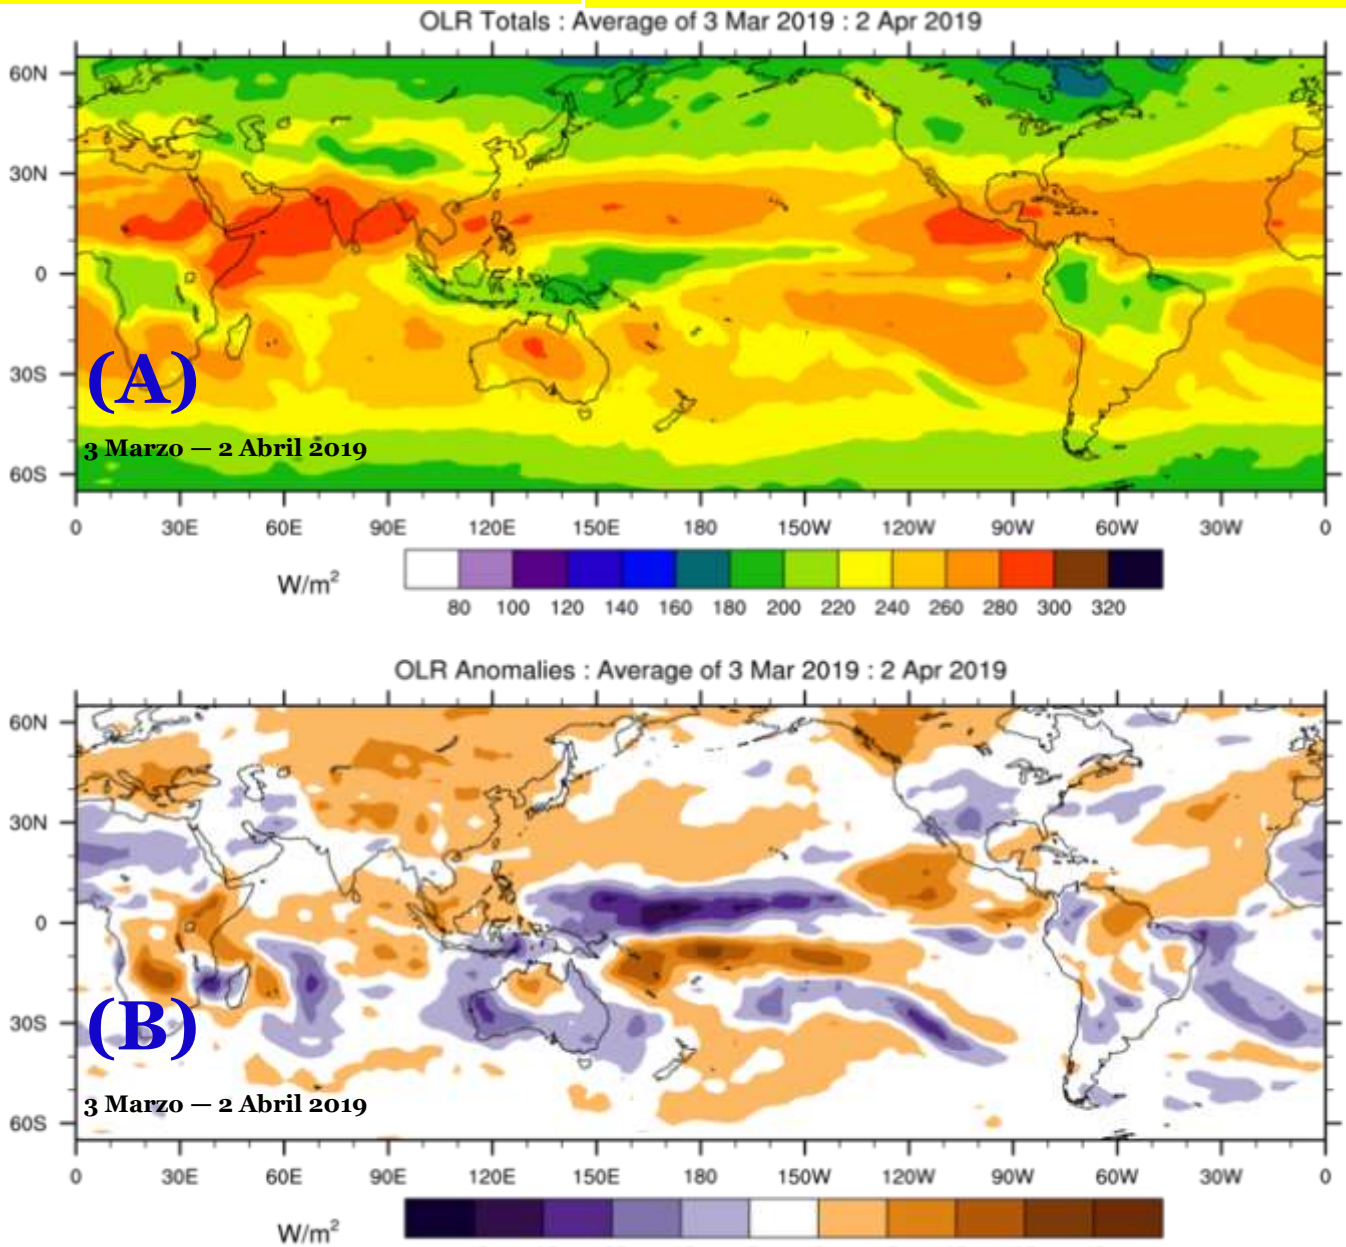 OLR Totals : Average of 3 Mar 2019 : 2 Apr 2019
60N
30N
0
30S
60S
(A)
3 Marzo — 2 Abril 2019
0 30E 60E 90E 120E 150E 180 150W 120W 90W 60W 30W 0
W/m²
80 100 120 140 160 180 200 220 240 260 280 300 320
OLR Anomalies : Average of 3 Mar 2019 : 2 Apr 2019
60N
30N
0
30S
60S
(B)
3 Marzo — 2 Abril 2019
0 30E 60E 90E 120E 150E 180 150W 120W 90W 60W 30W 0
W/m²